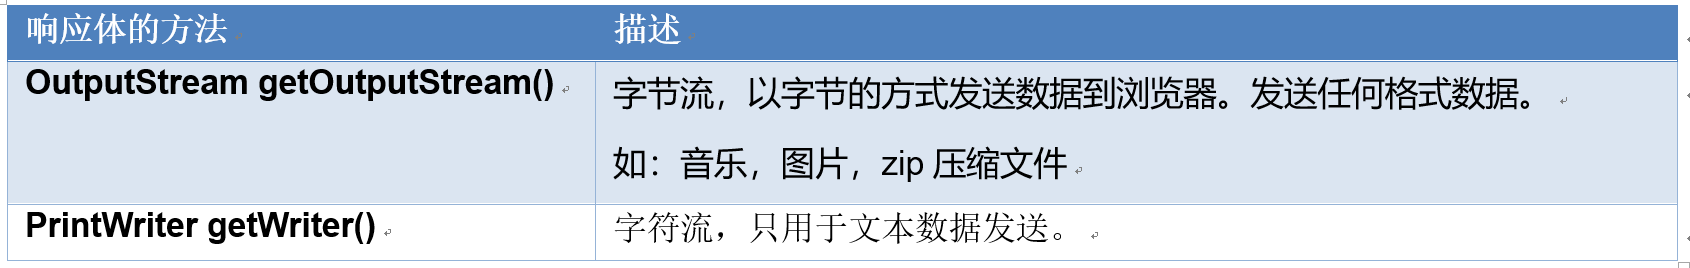 响应体的方法 描述
OutputStream getOutputStream() 字节流，以字节的方式发送数据到浏览器。发送任何格式数据。
如：音乐，图片，zip 压缩文件
PrintWriter getWriter() 字符流，只用于文本数据发送。